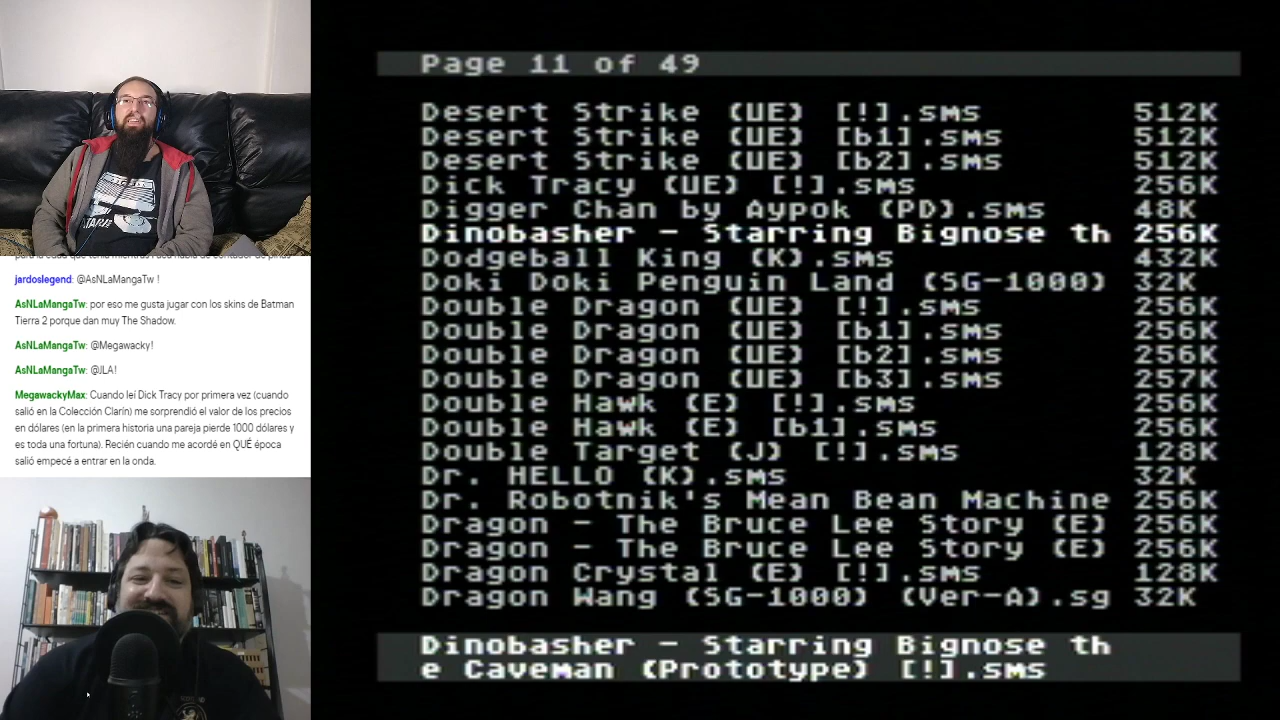 para la edad que tenía mientras
jardoslegend: @AsNLaMangaTw !
AsNLaMangaTw: por eso me gusta jugar con los skins de Batman
Tierra 2 porque dan muy The Shadow.
AsNLaMangaTw: @Megawacky!
AsNLaMangaTw: @JLA!
MegawackyMax: Cuando leí Dick Tracy por primera vez (cuando
salió en la Colección Clarín) me sorprendió el valor de los precios
en dólares (en la primera historia una pareja pierde 1000 dólares y
es toda una fortuna). Recién cuando me acordé en QUÉ época
salió empecé a entrar en la onda.
Page 11 of 49
Desert Strike (UE) [!].sms 512K
Desert Strike (UE) [b1].sms 512K
Desert Strike (UE) [b2].sms 512K
Dick Tracy (UE) [!].sms 256K
Digger Chan by Aypok (PD).sms 48K
Dinobasher - Starring Bignose th 256K
Dodgeball King (K).sms 432K
Doki Doki Penguin Land (SG-1000) 32K
Double Dragon (UE) [!].sms 256K
Double Dragon (UE) [b1].sms 256K
Double Dragon (UE) [b2].sms 256K
Double Dragon (UE) [b3].sms 257K
Double Hawk (E) [!].sms 256K
Double Hawk (E) [b1].sms 256K
Double Target (J) [!].sms 128K
Dr. HELLO (K).sms 32K
Dr. Robotnik's Mean Bean Machine 256K
Dragon - The Bruce Lee Story (E) 256K
Dragon - The Bruce Lee Story (E) 256K
Dragon Crystal (E) [!].sms 128K
Dragon Wang (SG-1000) (Ver-A).sg 32K
Dinobasher - Starring Bignose th
e Caveman (Prototype) [!].sms